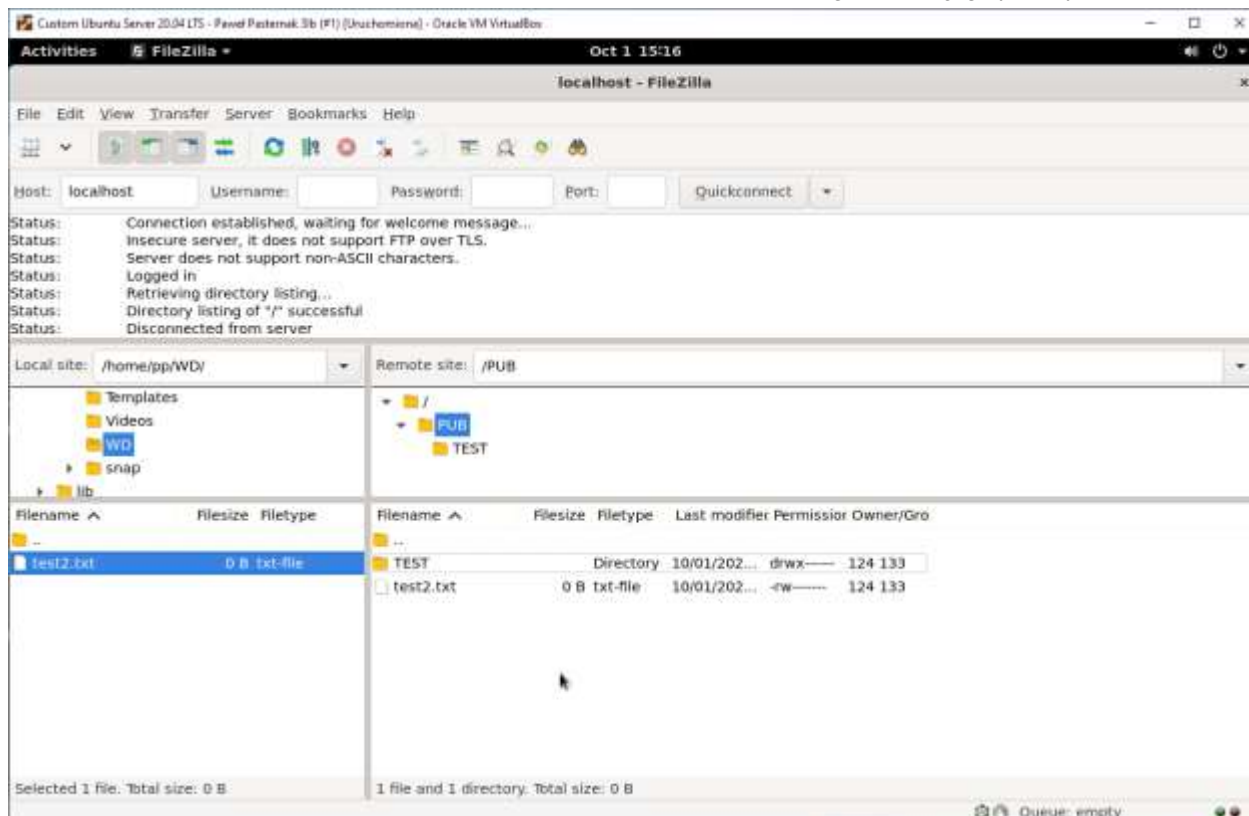 Custom Ubuntu Server 20.04 LTS - Paweł Pasternak 3lb (#1) [Uruchomiona] - Oracle VM VirtualBox
Activities FileZilla Oct 1 15:16
localhost - FileZilla
File Edit View Transfer Server Bookmarks Help
Host: localhost Username: Password: Port: Quickconnect
Status: Connection established, waiting for welcome message...
Status: Insecure server, it does not support FTP over TLS.
Status: Server does not support non-ASCII characters.
Status: Logged in
Status: Retrieving directory listing...
Status: Directory listing of "/" successful
Status: Disconnected from server
Local site: /home/pp/WD/ Remote site: /PUB
Templates
Videos
WD
snap
lib
/
PUB
TEST
Filename Filesize Filetype
..
test2.txt 0 B txt-file
Filename Filesize Filetype Last modifier Permission Owner/Gro
..
TEST Directory 10/01/202... drwx------ 124 133
test2.txt 0 B txt-file 10/01/202... -rw------- 124 133
Selected 1 file. Total size: 0 B 1 file and 1 directory. Total size: 0 B
Queue: empty